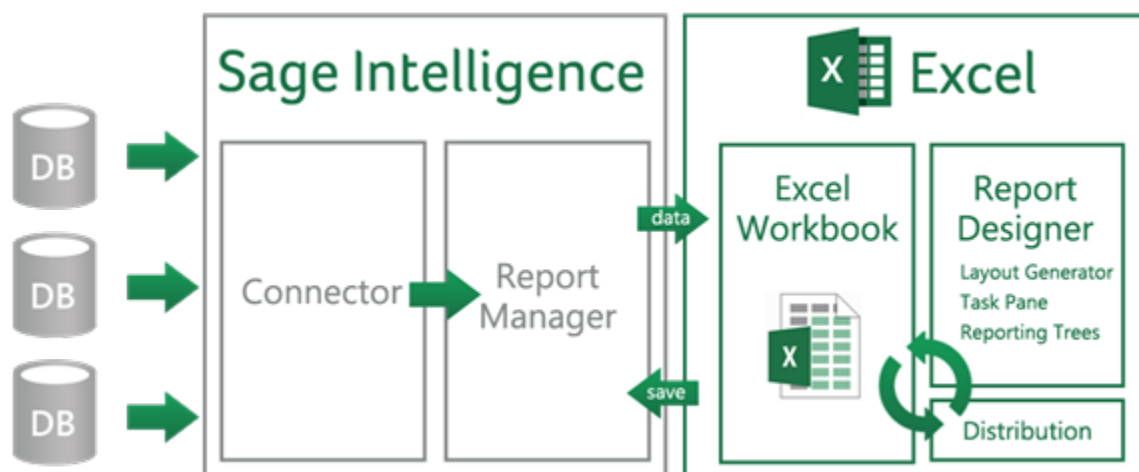 Sage Intelligence
Excel
X
DB
DB
DB
Connector
Report
Manager
data
save
Excel
Workbook
X
Report
Designer
Layout Generator
Task Pane
Reporting Trees
Distribution